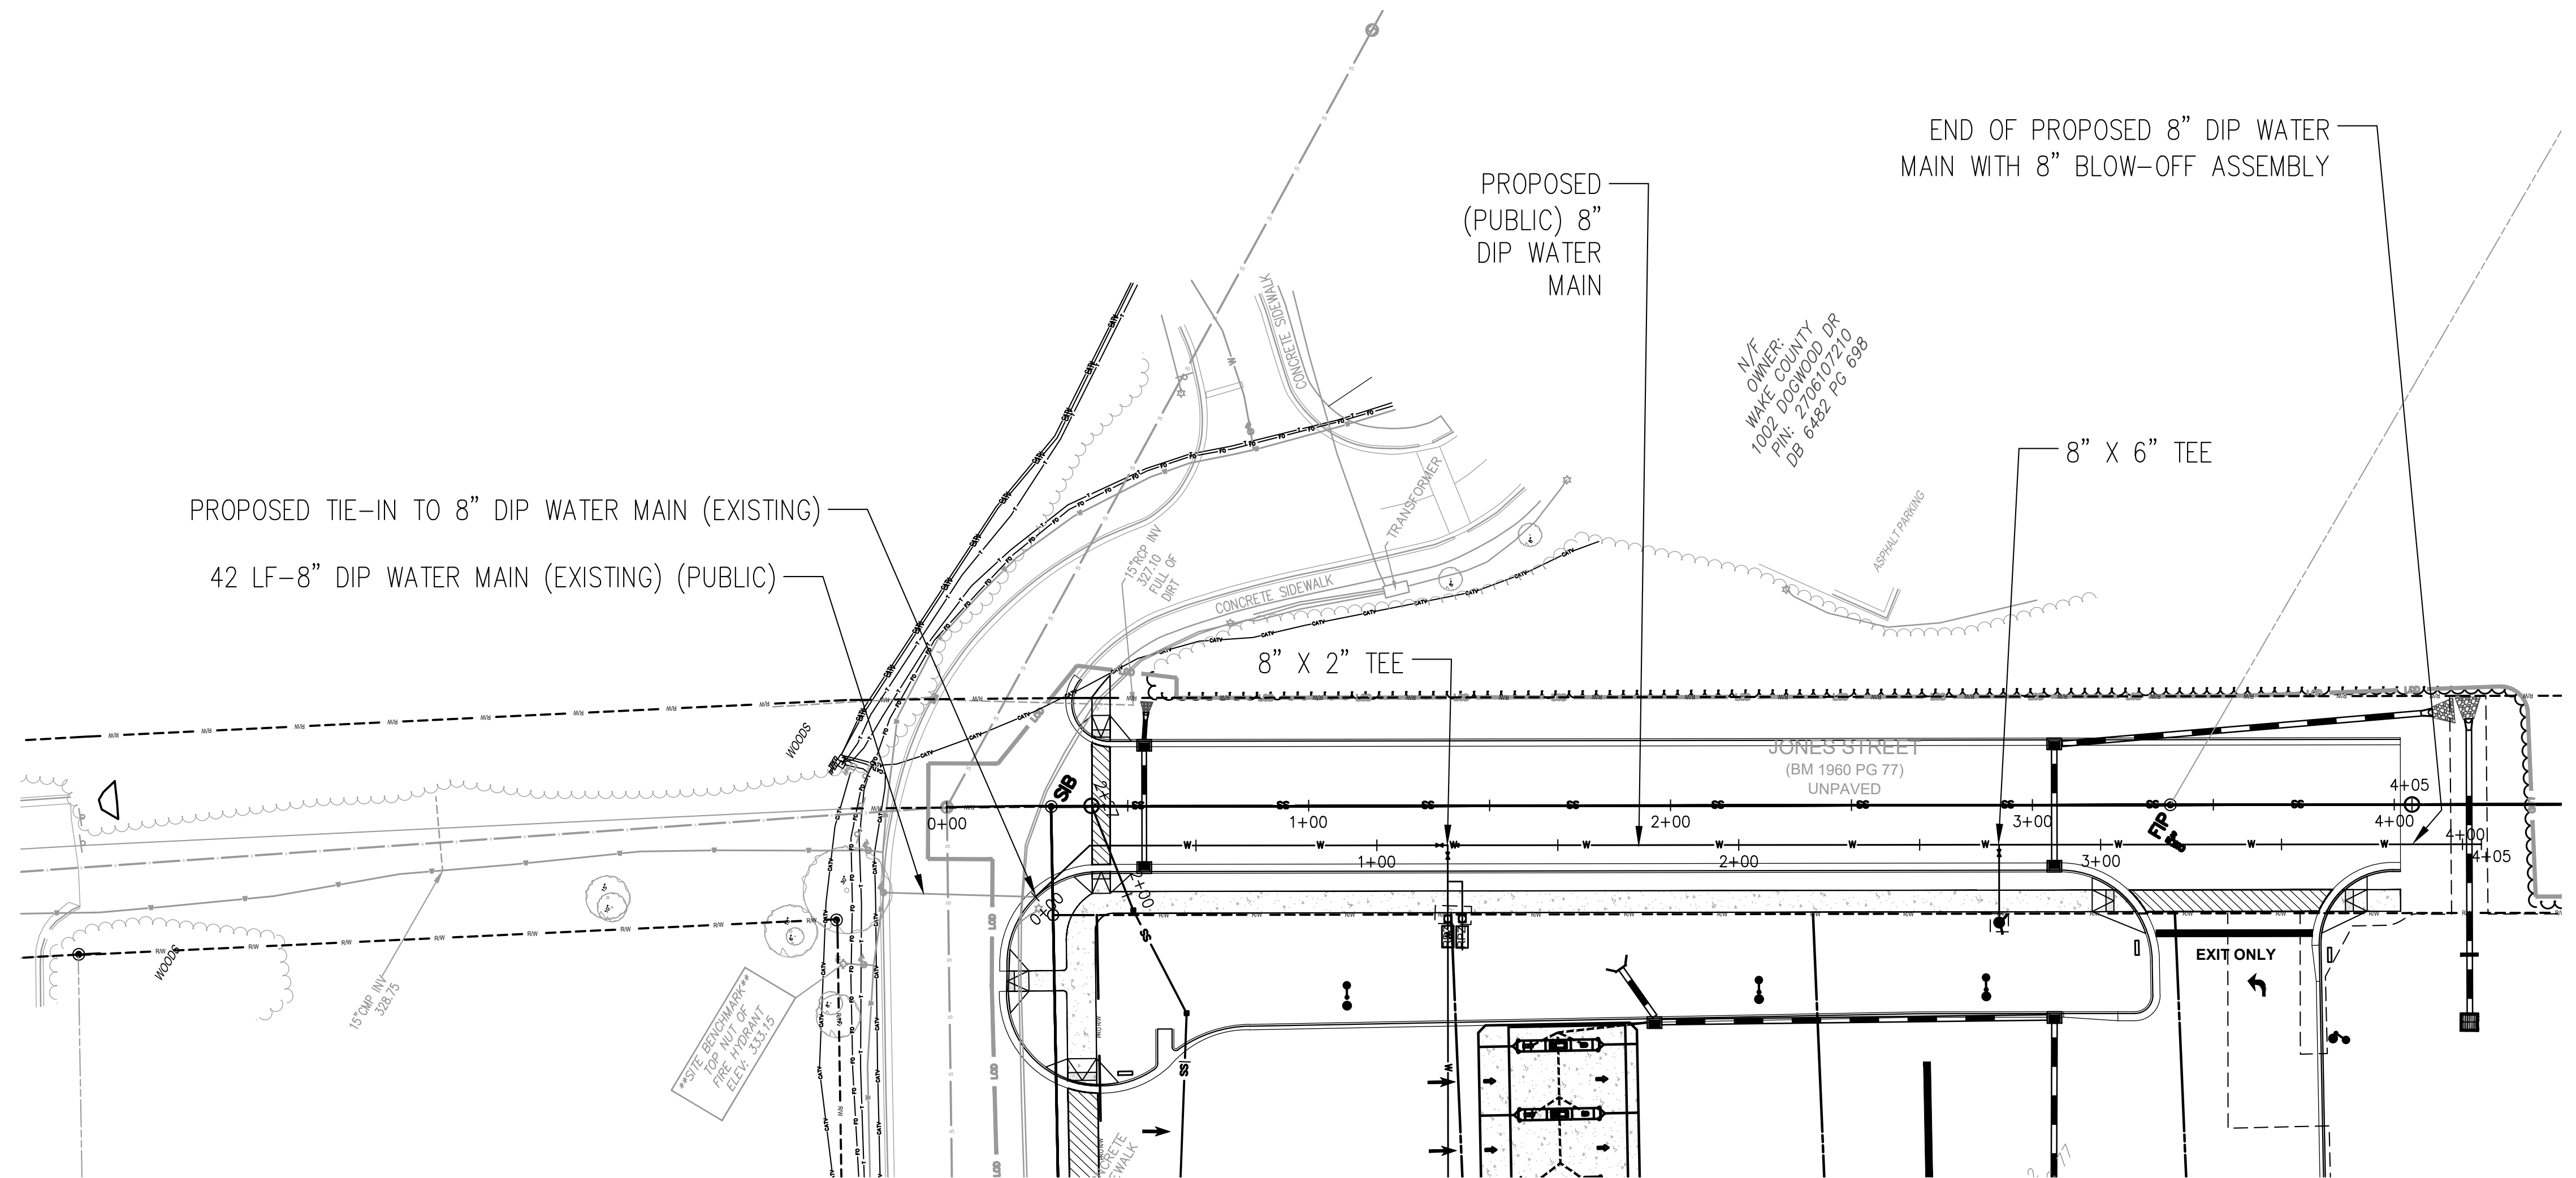 END OF PROPOSED 8” DIP WATER
MAIN WITH 8” BLOW-OFF ASSEMBLY
PROPOSED
(PUBLIC) 8”
DIP WATER
MAIN
N/F
OWNER:
WAKE COUNTY
1002 DOGWOOD DR
PIN: 2706107210
DB 6482 PG 698
8” X 6” TEE
CONCRETE SIDEWALK
TRANSFORMER
ASPHALT PARKING
PROPOSED TIE-IN TO 8” DIP WATER MAIN (EXISTING)
42 LF-8” DIP WATER MAIN (EXISTING) (PUBLIC)
15"RCP INV
327.10
FULL OF
DIRT
CONCRETE SIDEWALK
8” X 2” TEE
WOODS
JONES STREET
(BM 1960 PG 77)
UNPAVED
SIB
FIP
0+00
1+00
2+00
3+00
4+00
4+05
0+00
1+00
2+00
3+00
4+00
4+05
2+00
WOODS
15"CMP INV
328.75
**SITE BENCHMARK**
TOP NUT OF
FIRE HYDRANT
ELEV: 333.15
EXIT ONLY